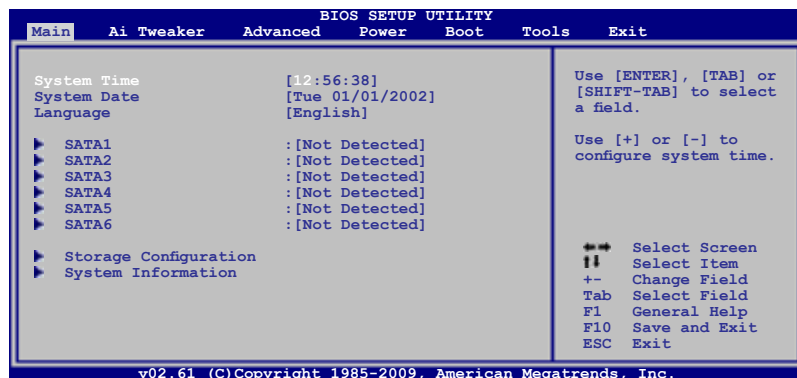 BIOS SETUP UTILITY
Main Ai Tweaker Advanced Power Boot Tools Exit
System Time [12:56:38]
System Date [Tue 01/01/2002]
Language [English]
SATA1 :[Not Detected]
SATA2 :[Not Detected]
SATA3 :[Not Detected]
SATA4 :[Not Detected]
SATA5 :[Not Detected]
SATA6 :[Not Detected]
Storage Configuration
System Information
Use [ENTER], [TAB] or
[SHIFT-TAB] to select
a field.
Use [+] or [-] to
configure system time.
Select Screen
Select Item
+- Change Field
Tab Select Field
F1 General Help
F10 Save and Exit
ESC Exit
v02.61 (C)Copyright 1985-2009, American Megatrends, Inc.